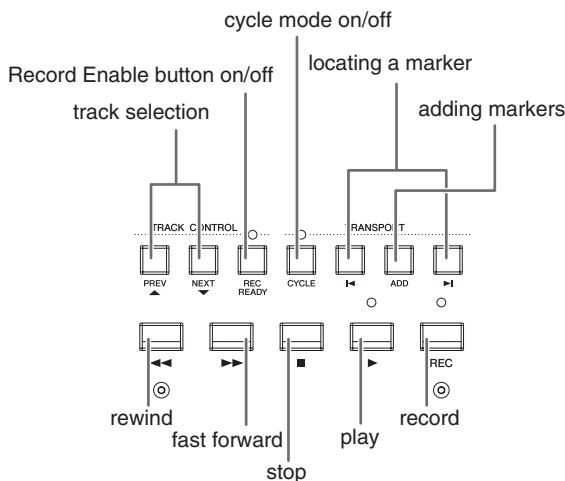 cycle mode on/off
locating a marker
Record Enable button on/off
track selection
adding markers
TRACK CONTROL
TRANSPORT
PREV
NEXT
REC READY
CYCLE
ADD
REC
rewind
fast forward
stop
play
record